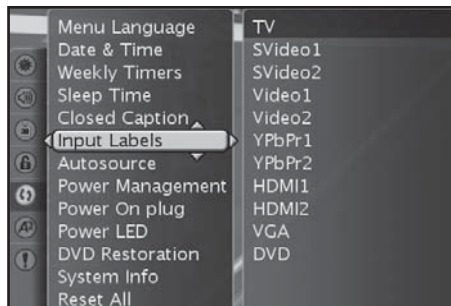 Menu Language
Date & Time
Weekly Timers
Sleep Time
Closed Caption
Input Labels
Autosource
Power Management
Power On plug
Power LED
DVD Restoration
System Info
Reset All
TV
SVideo1
SVideo2
Video1
Video2
YPbPr1
YPbPr2
HDMI1
HDMI2
VGA
DVD